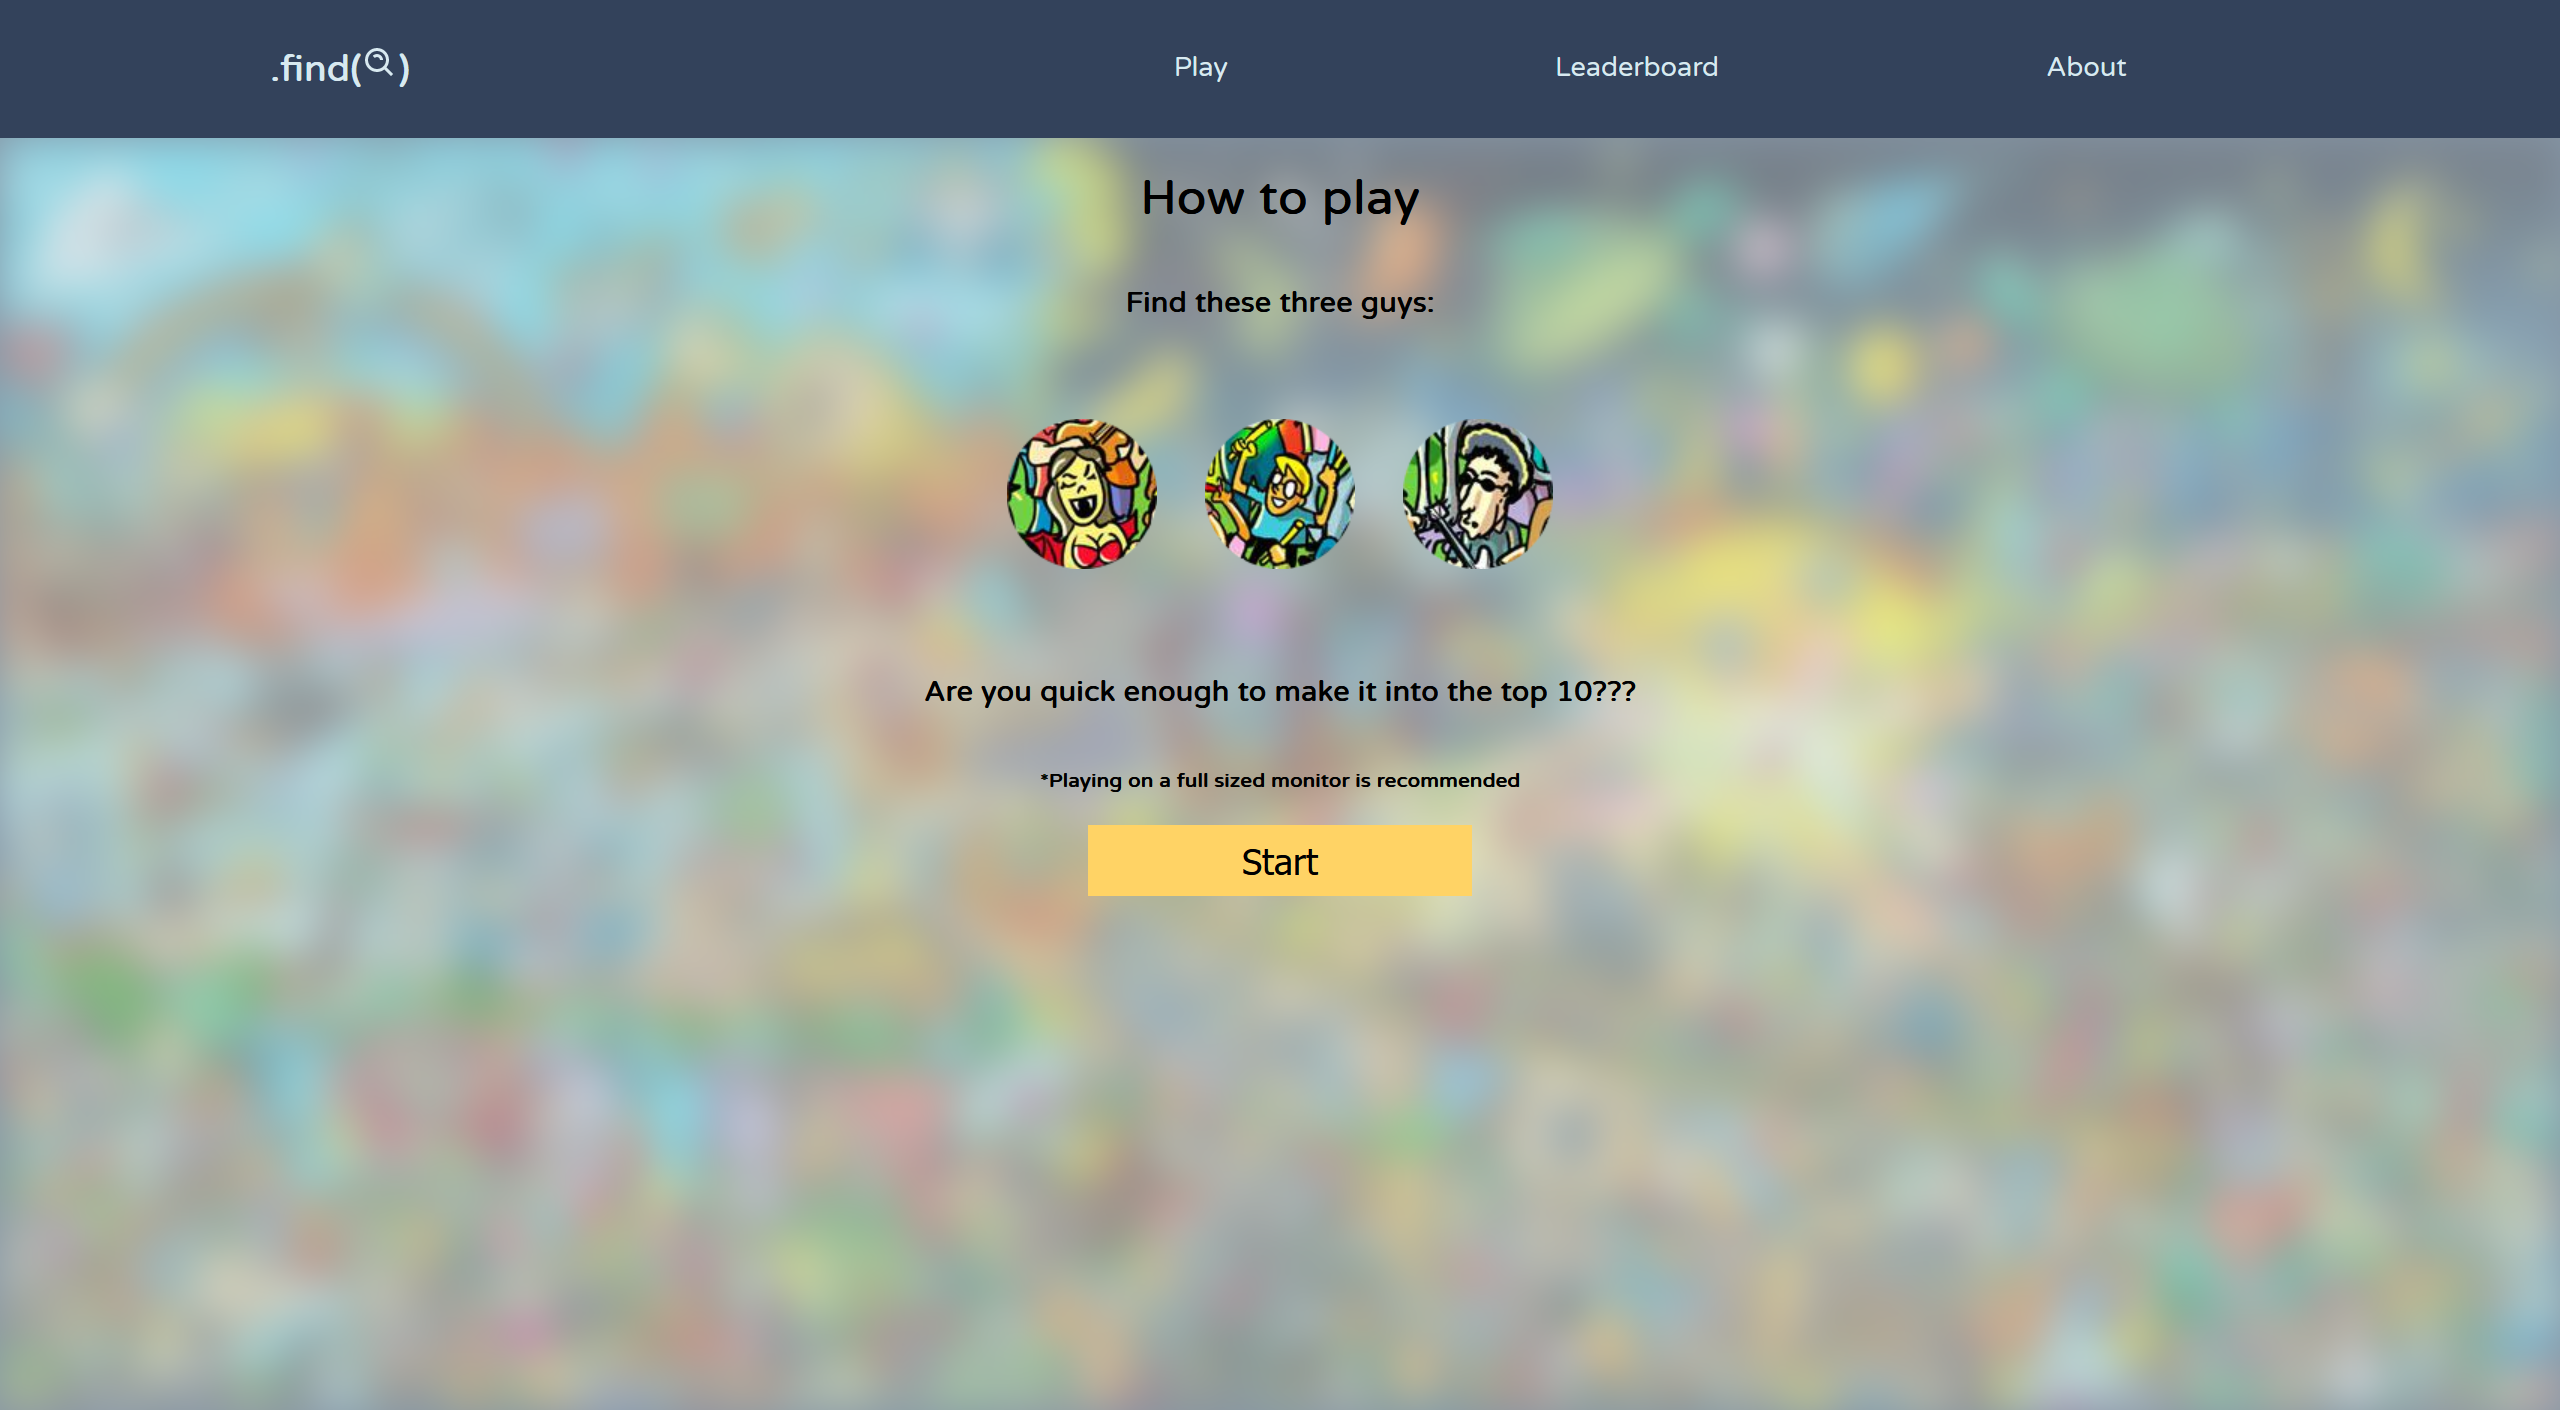 .find( )
Play
Leaderboard
About
How to play
Find these three guys:
Are you quick enough to make it into the top 10???
*Playing on a full sized monitor is recommended
Start